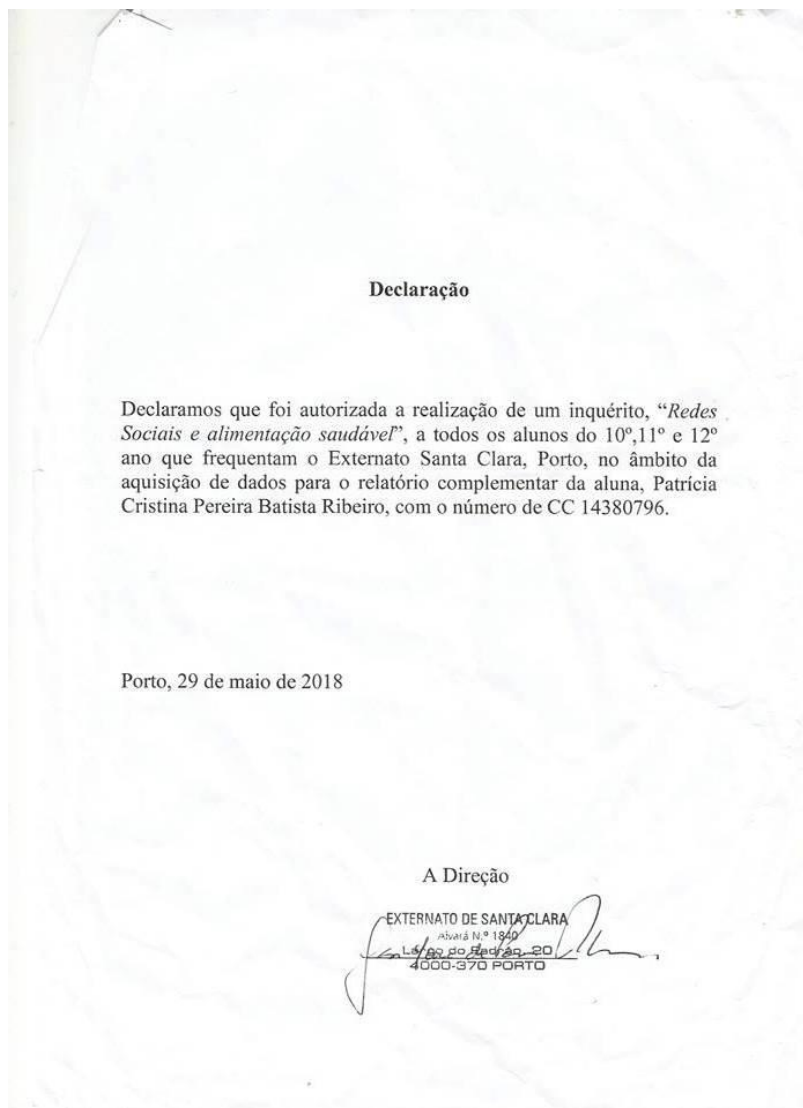 Declaração
Declaramos que foi autorizada a realização de um inquérito, “Redes
Sociais e alimentação saudável”, a todos os alunos do 10º,11º e 12º
ano que frequentam o Externato Santa Clara, Porto, no âmbito da
aquisição de dados para o relatório complementar da aluna, Patrícia
Cristina Pereira Batista Ribeiro, com o número de CC 14380796.
Porto, 29 de maio de 2018
A Direção
EXTERNATO DE SANTA CLARA
Alvará N.º 1840
Largo do Padrão, 20
4000-370 PORTO